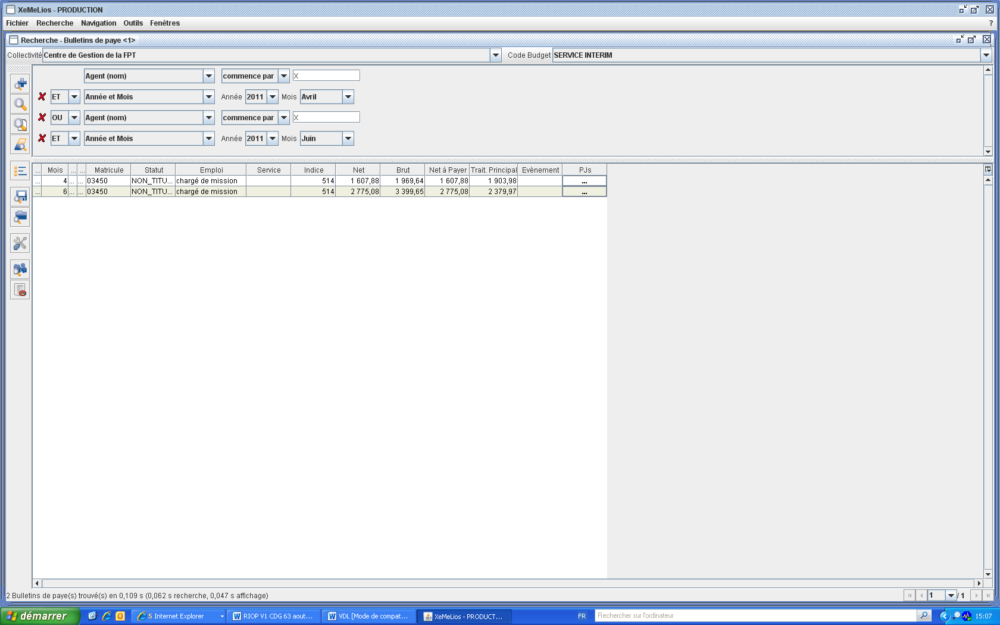 XeMeLios - PRODUCTION
Fichier Recherche Navigation Outils Fenêtres ?
Recherche - Bulletins de paye <1>
Collectivité Centre de Gestion de la FPT Code Budget SERVICE INTERIM
Agent (nom) commence par X
ET Année et Mois Année 2011 Mois Avril
OU Agent (nom) commence par X
ET Année et Mois Année 2011 Mois Juin
... Mois ... ... Matricule Statut Emploi Service Indice Net Brut Net à Payer Trait. Principal Evènement PJs
... 4 ... ... 03450 NON_TITU... chargé de mission 514 1 607,88 1 969,64 1 607,88 1 903,98 ...
... 6 ... ... 03450 NON_TITU... chargé de mission 514 2 775,08 3 399,65 2 775,08 2 379,97 ...
2 Bulletins de paye(s) trouvé(s) en 0,109 s (0,062 s recherche, 0,047 s affichage) 1 / 1
démarrer 5 Internet Explorer RIOP V1 CDG 63 aout... VDL [Mode de compat... XeMeLios - PRODUCT... FR Rechercher sur l'ordinateur 15:07